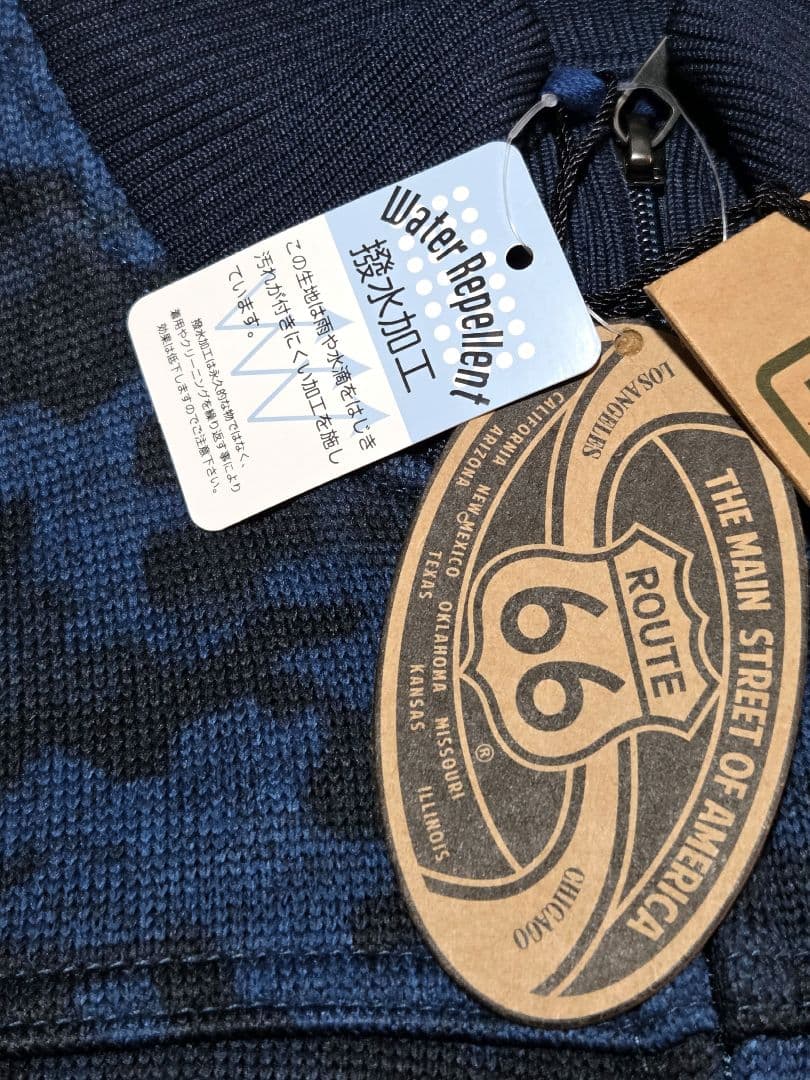 Water Repellent
撥水加工
この生地は雨や水滴をはじき
汚れが付きにくい加工を施し
ています。
撥水加工は永久的な物ではなく、
着用やクリーニングを繰り返す事により
効果は低下しますのでご注意下さい。
THE MAIN STREET OF AMERICA
LOS ANGELES
ROUTE
66
®
CALIFORNIA
ARIZONA
NEW MEXICO
TEXAS
OKLAHOMA
KANSAS
MISSOURI
ILLINOIS
CHICAGO